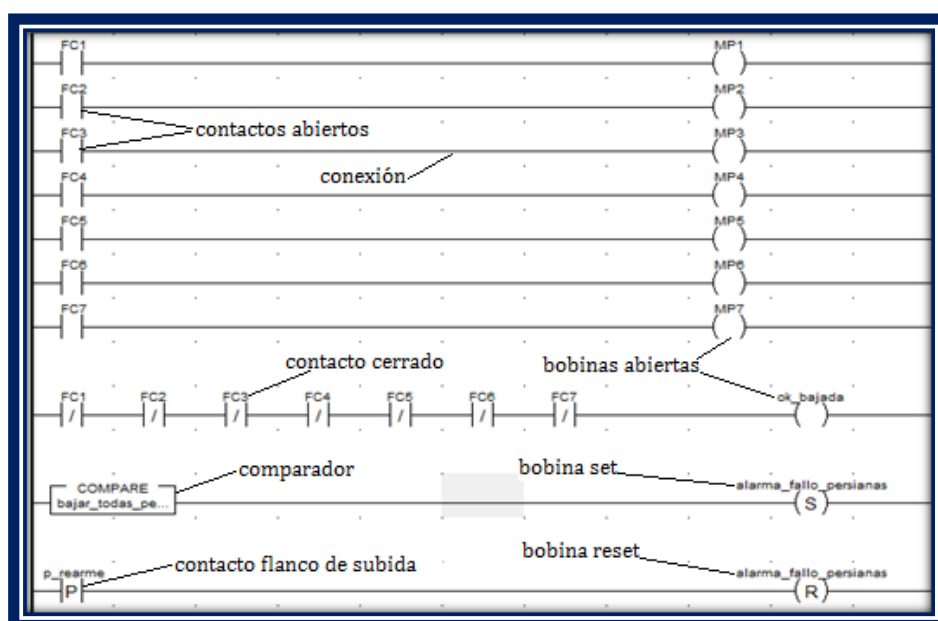 FC1 MP1
FC2 MP2
contactos abiertos
FC3 MP3
conexión
FC4 MP4
FC5 MP5
FC6 MP6
FC7 MP7
contacto cerrado
bobinas abiertas
FC1 FC2 FC3 FC4 FC5 FC6 FC7 ok_bajada
comparador
bobina set
COMPARE
bajar_todas_pe...
alarma_fallo_persianas
S
contacto flanco de subida
bobina reset
p_rearme
alarma_fallo_persianas
P
R